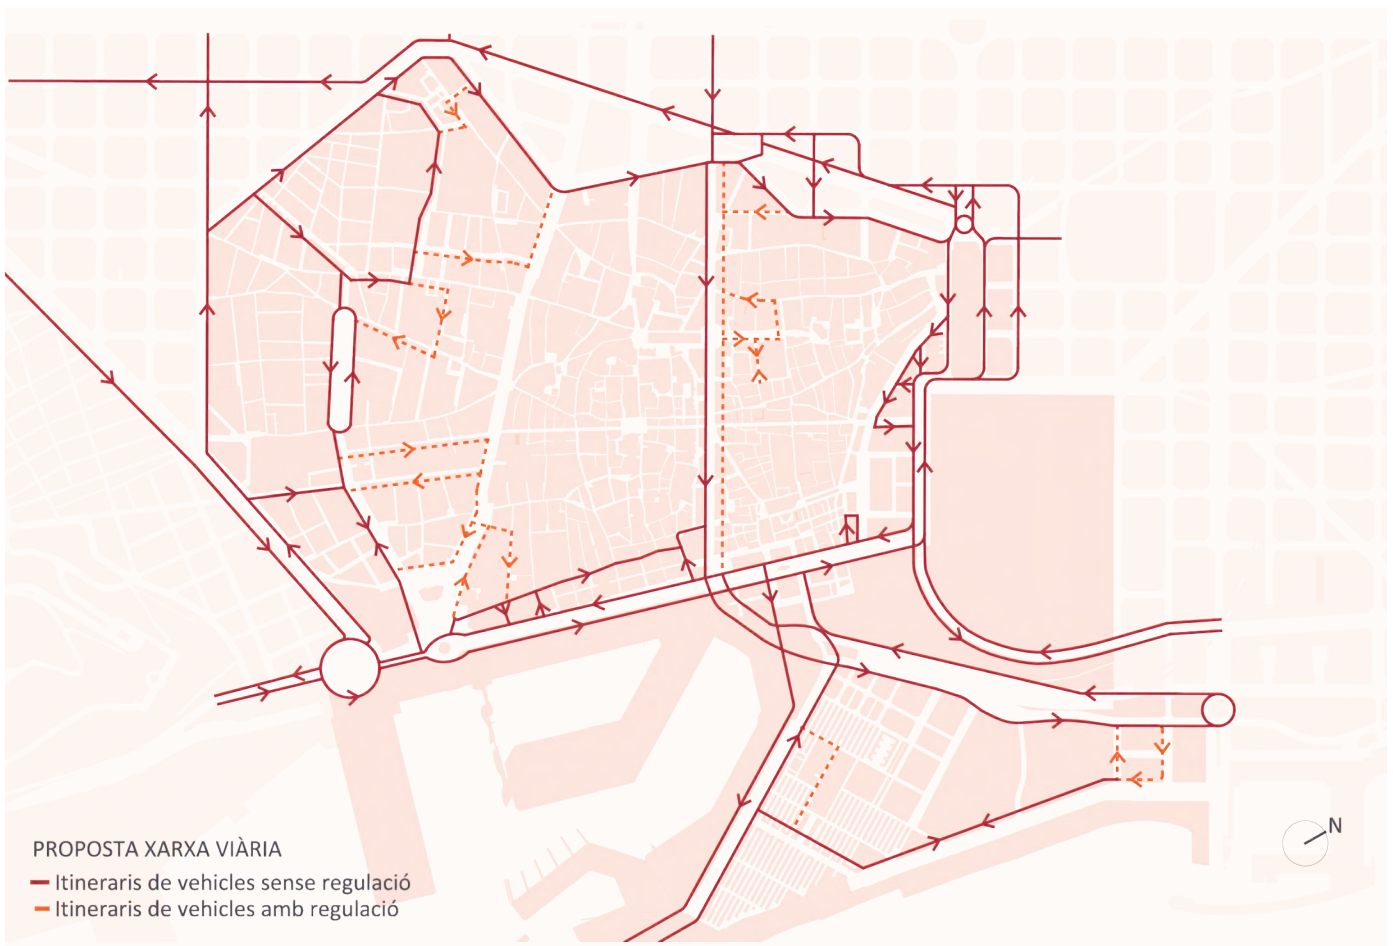 N
PROPOSTA XARXA VIÀRIA
Itineraris de vehicles sense regulació
Itineraris de vehicles amb regulació